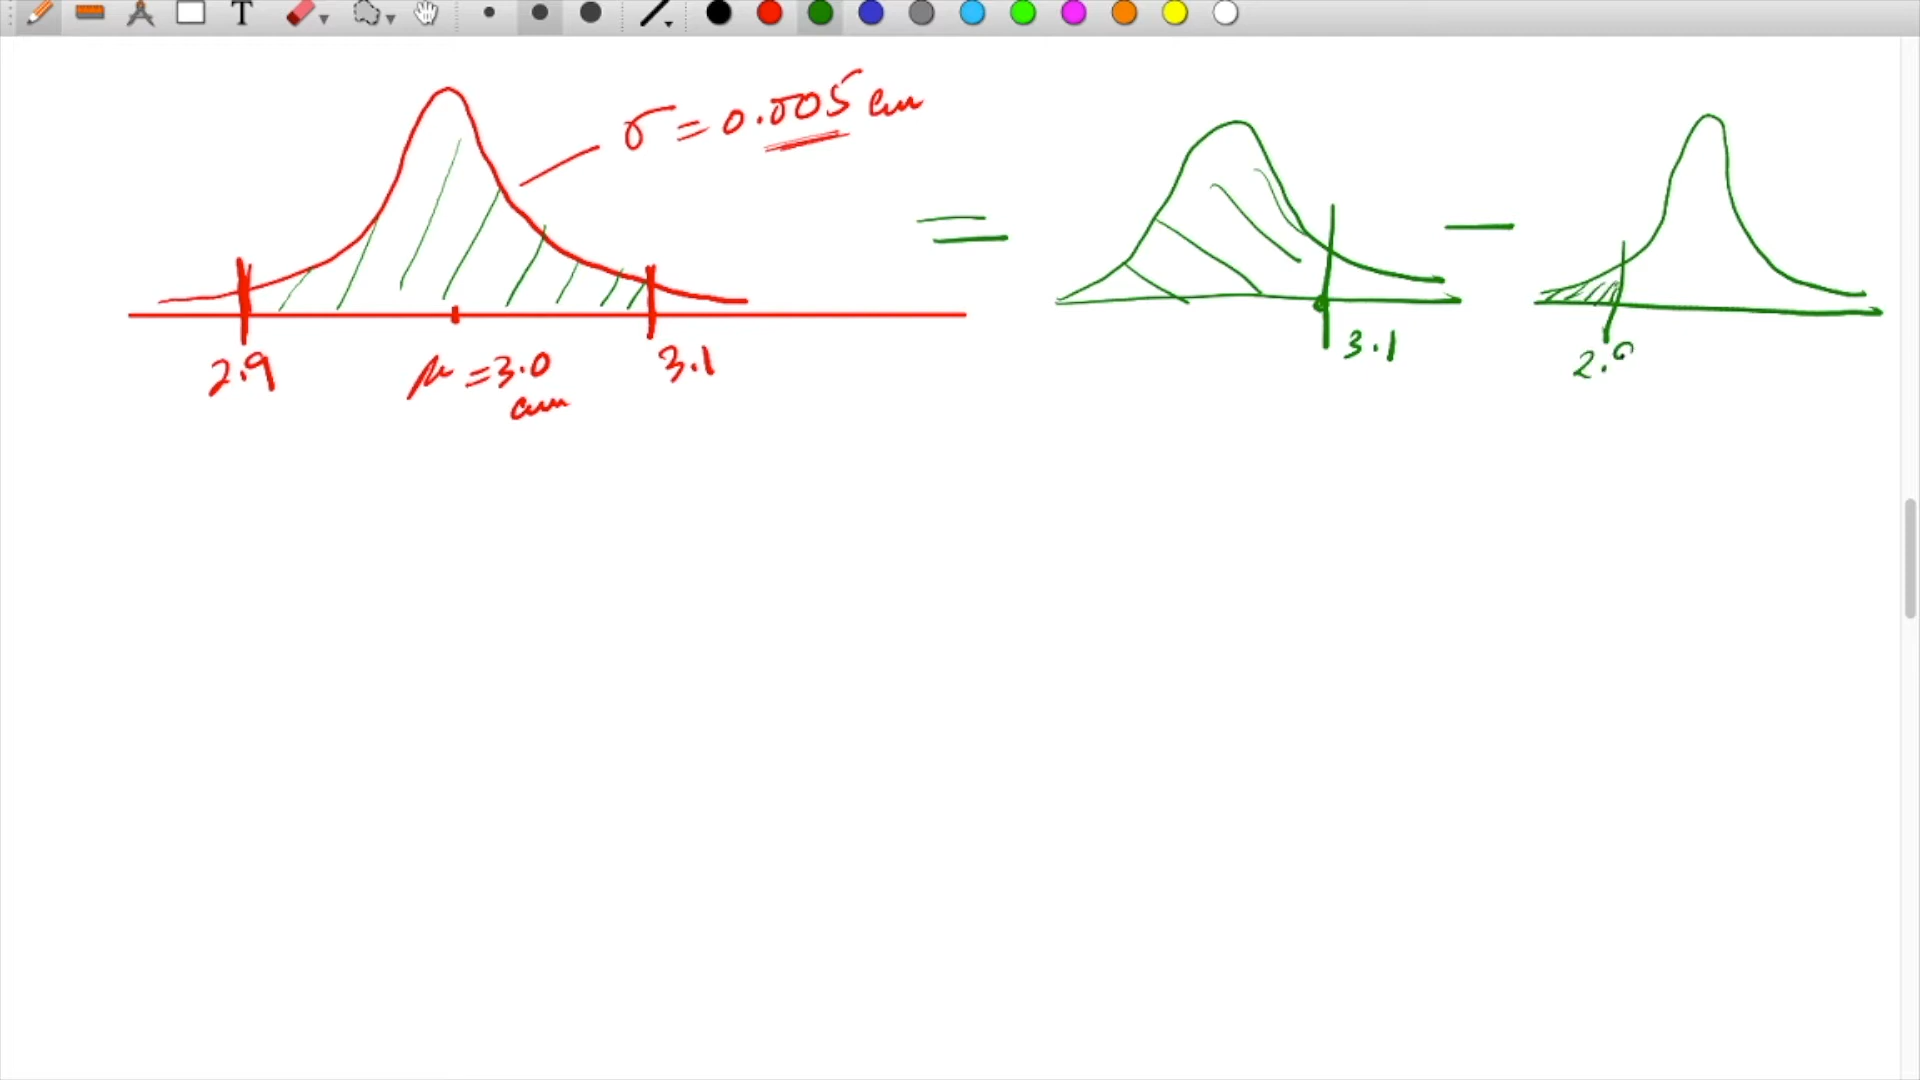 σ = 0.005 cm
2.9
μ = 3.0
cm
3.1
=
3.1
−
2.9
T